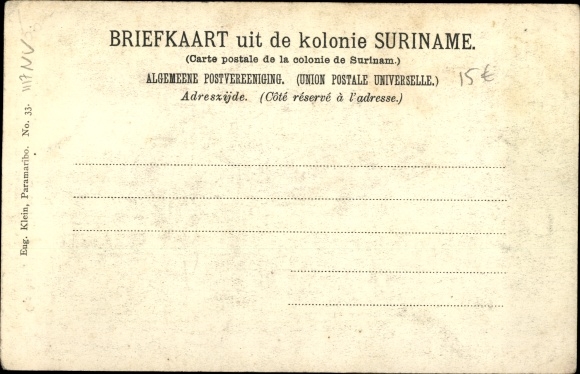 BRIEFKAART uit de kolonie SURINAME.
(Carte postale de la colonie de Surinam.)
ALGEMEENE POSTVEREENIGING. (UNION POSTALE UNIVERSELLE.)
Adreszijde. (Côté réservé à l'adresse.)
15€
Eug. Klein, Paramaribo. No. 33.